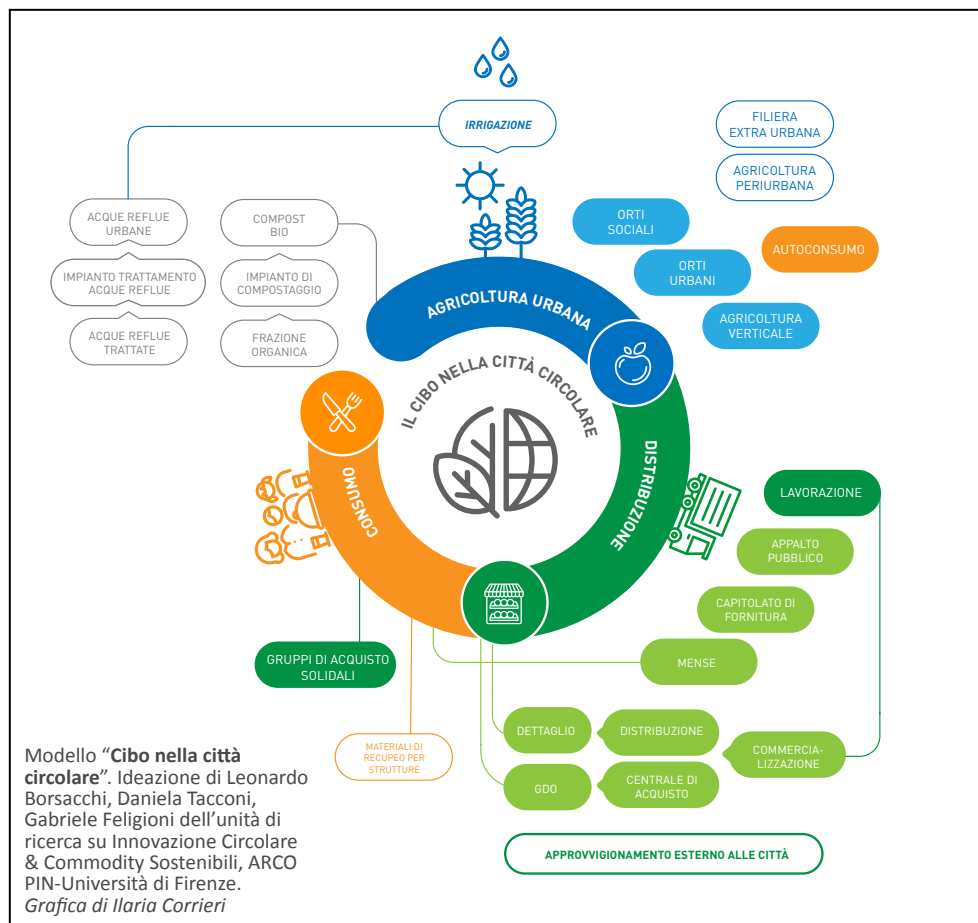 IRRIGAZIONE
FILIERA
EXTRA URBANA
AGRICOLTURA
PERIURBANA
ACQUE REFLUE
URBANE
COMPOST
BIO
ORTI
SOCIALI
AUTOCONSUMO
IMPIANTO TRATTAMENTO
ACQUE REFLUE
IMPIANTO DI
COMPOSTAGGIO
ORTI
URBANI
ACQUE REFLUE
TRATTATE
FRAZIONE
ORGANICA
AGRICOLTURA
VERTICALE
AGRICOLTURA URBANA
IL CIBO NELLA CITTÀ CIRCOLARE
DISTRIBUZIONE
CONSUMO
LAVORAZIONE
APPALTO
PUBBLICO
CAPITOLATO DI
FORNITURA
MENSE
GRUPPI DI ACQUISTO
SOLIDALI
MATERIALI DI
RECUPEO PER
STRUTTURE
DETTAGLIO
DISTRIBUZIONE
COMMERCIA-
LIZZAZIONE
GDO
CENTRALE DI
ACQUISTO
APPROVVIGIONAMENTO ESTERNO ALLE CITTÀ
Modello “Cibo nella città
circolare”. Ideazione di Leonardo
Borsacchi, Daniela Tacconi,
Gabriele Feligioni dell’unità di
ricerca su Innovazione Circolare
& Commodity Sostenibili, ARCO
PIN-Università di Firenze.
Grafica di Ilaria Corrieri